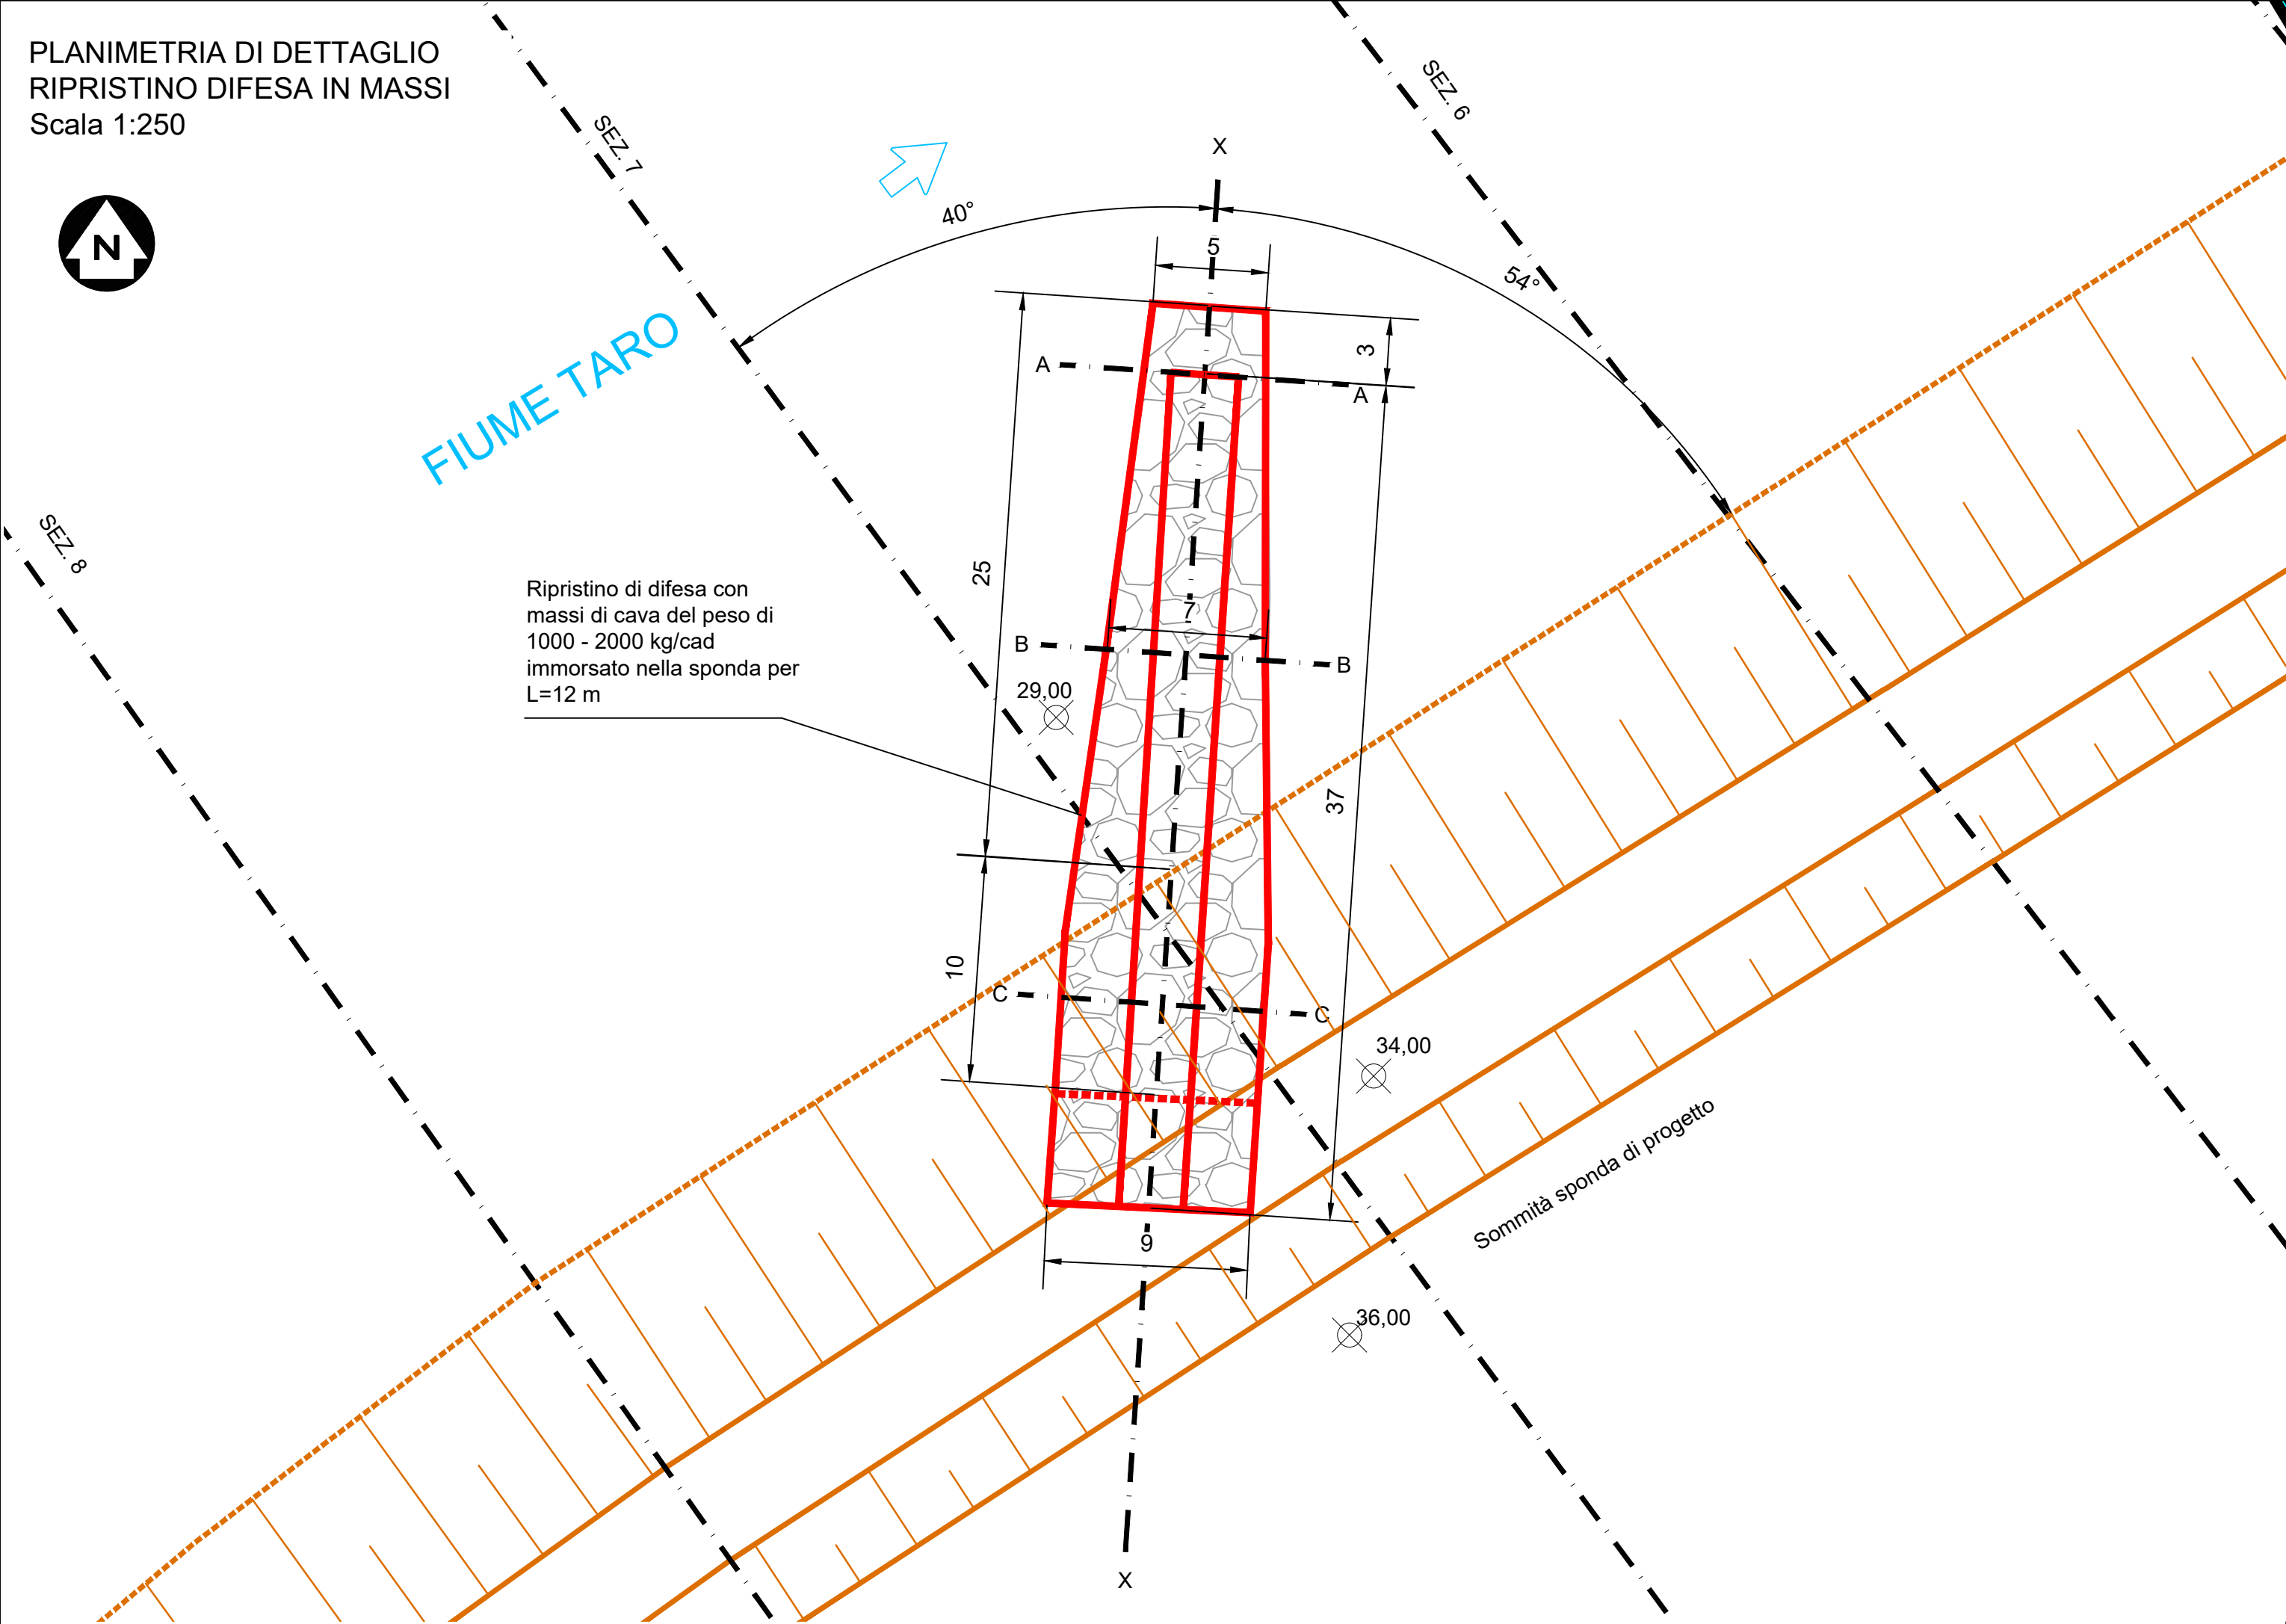 PLANIMETRIA DI DETTAGLIO
RIPRISTINO DIFESA IN MASSI
Scala 1:250
N
SEZ. 7
SEZ. 6
SEZ. 8
X
40°
54°
5
3
FIUME TARO
A
A
25
Ripristino di difesa con
massi di cava del peso di
1000 - 2000 kg/cad
immorsato nella sponda per
L=12 m
7
B
B
29,00
37
10
C
C
34,00
Sommità sponda di progetto
9
36,00
X